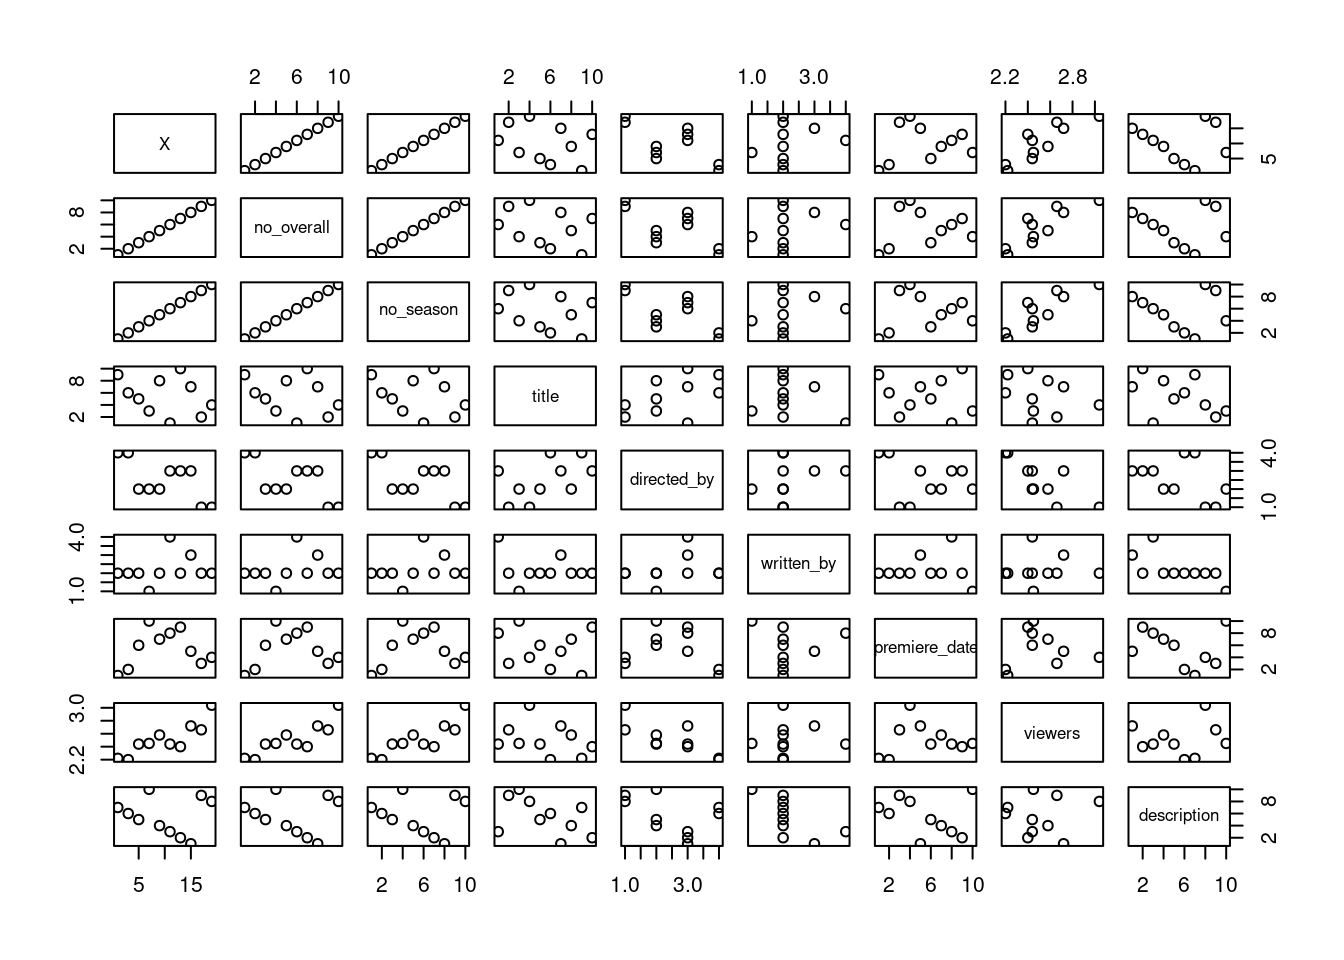 2 6 10 2 6 10 1.0 3.0 2.2 2.8
X 5
8 2 no_overall
no_season 8 2
8 2 title
directed_by 4.0 1.0
4.0 1.0 written_by
premiere_date 8 2
3.0 2.2 viewers
description 8 2
5 15 2 6 10 1.0 3.0 2 6 10 2 6 10